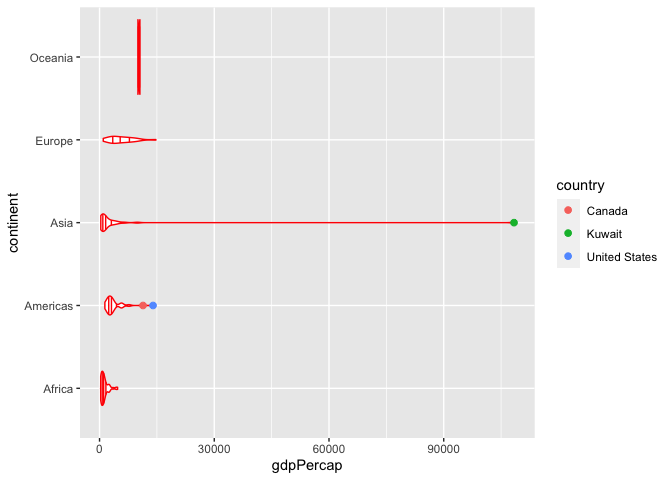 Oceania
Europe
Asia
Americas
Africa
continent
0
30000
60000
90000
gdpPercap
country
Canada
Kuwait
United States